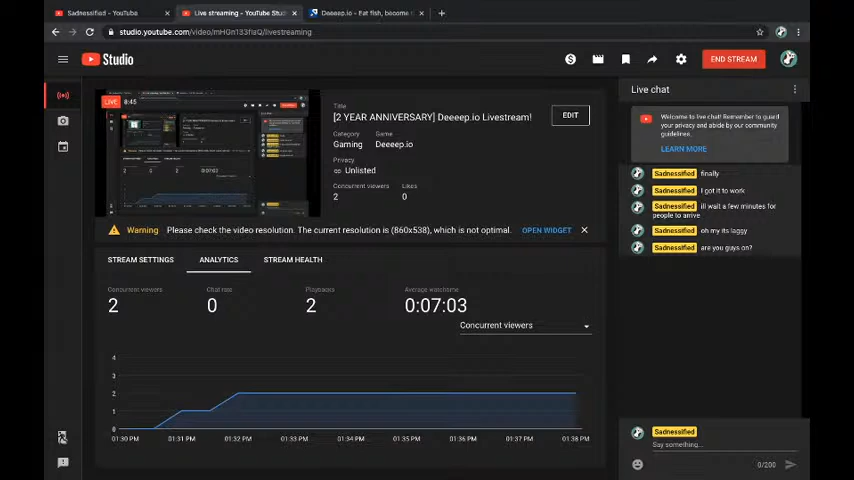 Sadnessified - YouTube
Live streaming - YouTube Stud
Deeeep.io - Eat fish, become t
studio.youtube.com/video/mHGn133fIsQ/livestreaming
Studio
END STREAM
LIVE 8:45
Title
[2 YEAR ANNIVERSARY] Deeeep.io Livestream!
EDIT
Category
Game
Gaming
Deeeep.io
Privacy
Unlisted
Concurrent viewers
Likes
2
0
Warning
Please check the video resolution. The current resolution is (860x538), which is not optimal.
OPEN WIDGET
STREAM SETTINGS
ANALYTICS
STREAM HEALTH
Concurrent viewers
Chat rate
Playbacks
Average watchtime
2
0
2
0:07:03
Concurrent viewers
4
3
2
1
0
01:30 PM
01:31 PM
01:32 PM
01:33 PM
01:34 PM
01:35 PM
01:36 PM
01:37 PM
01:38 PM
Live chat
Welcome to live chat! Remember to guard
your privacy and abide by our community
guidelines.
LEARN MORE
Sadnessified finally
Sadnessified I got it to work
Sadnessified ill wait a few minutes for
people to arrive
Sadnessified oh my its laggy
Sadnessified are you guys on?
Sadnessified
Say something...
0/200